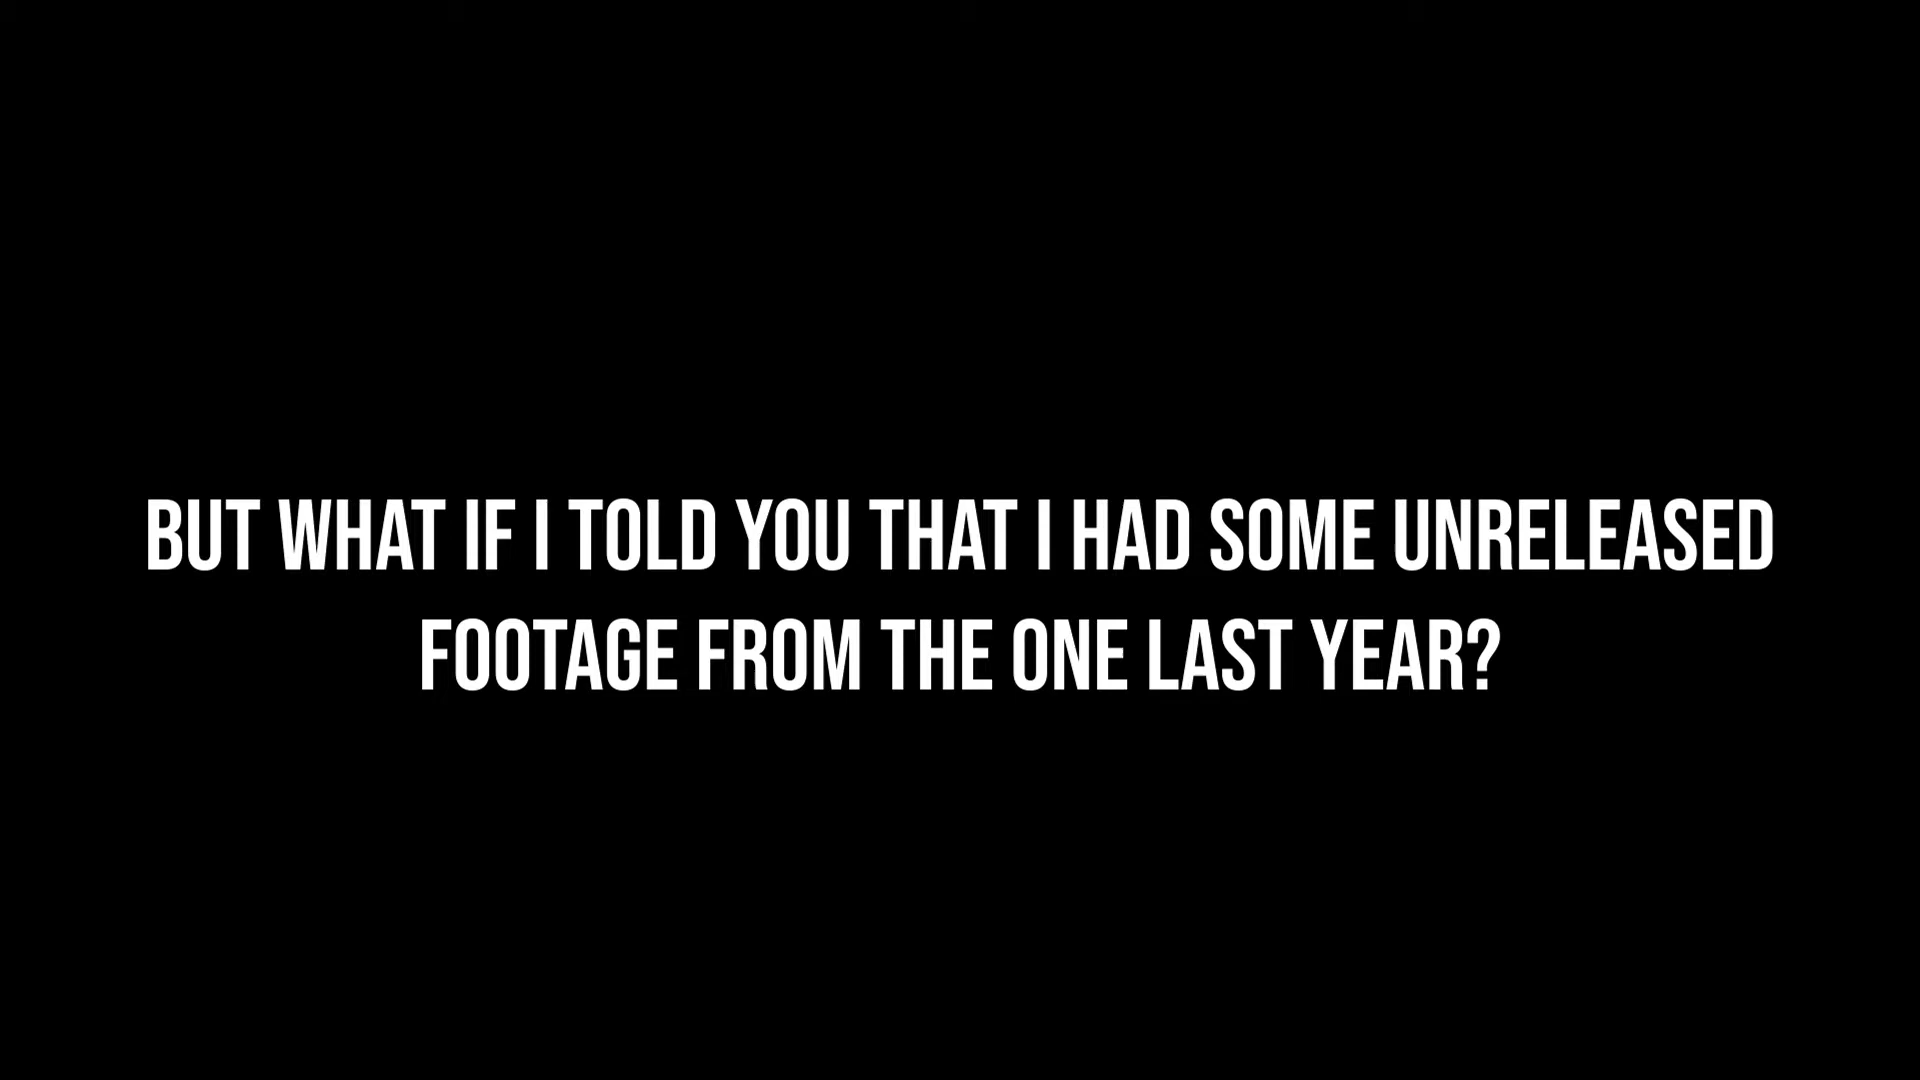 BUT WHAT IF I TOLD YOU THAT I HAD SOME UNRELEASED
FOOTAGE FROM THE ONE LAST YEAR?